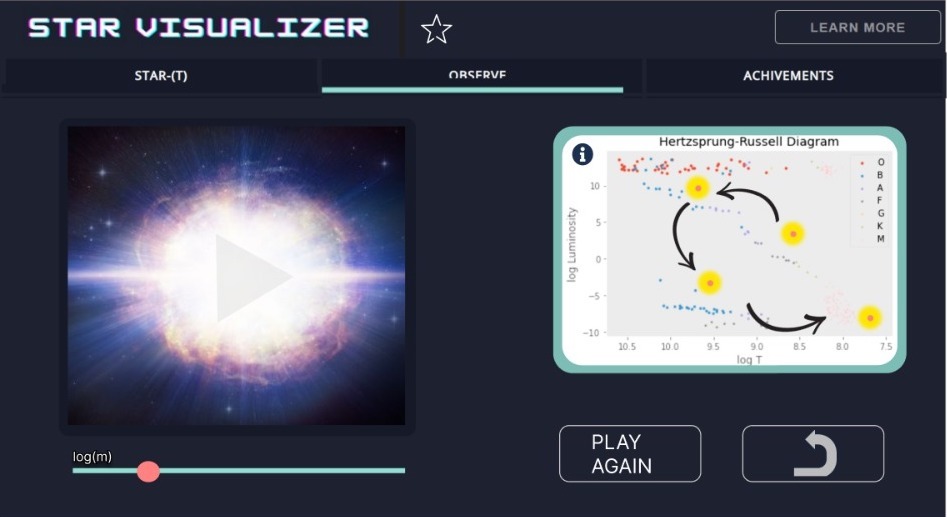 STAR VISUALIZER
LEARN MORE
STAR-(T)
OBSERVE
ACHIVEMENTS
Hertzsprung-Russell Diagram
i
O
B
A
F
G
K
M
log Luminosity
10
5
0
−5
−10
10.5 10.0 9.5 9.0 8.5 8.0 7.5
log T
log(m)
PLAY
AGAIN